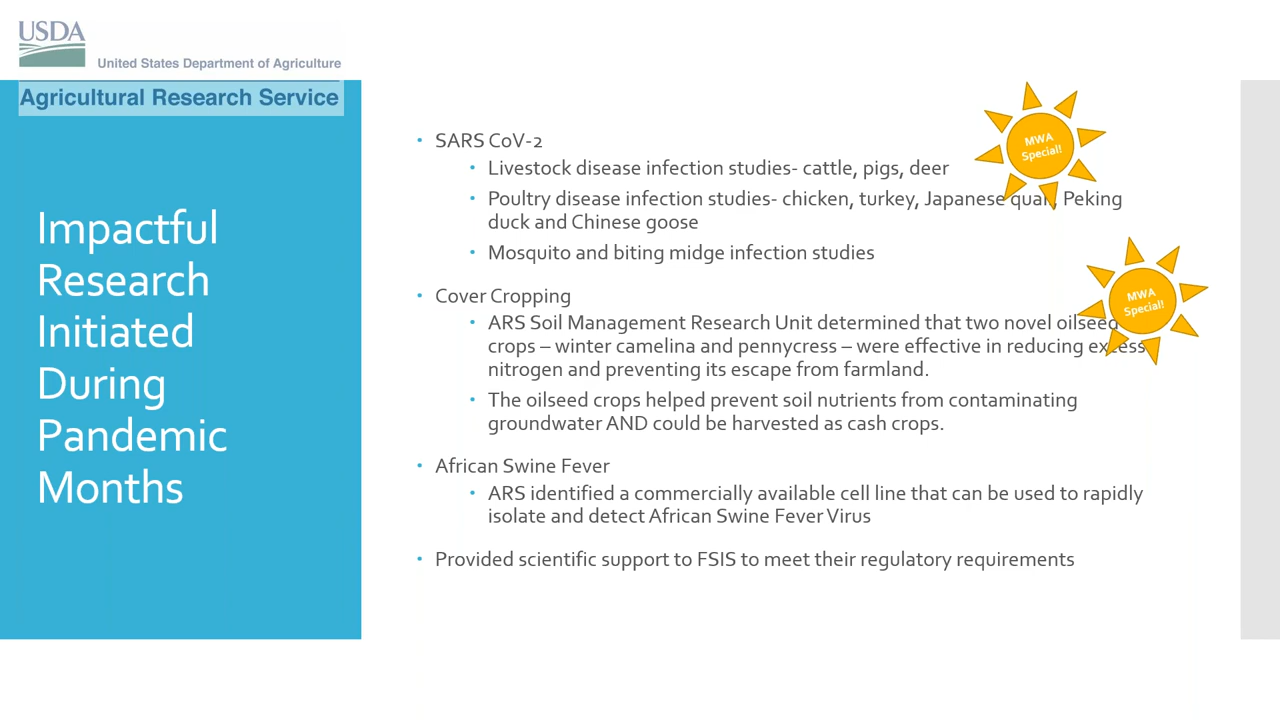 USDA
United States Department of Agriculture
Agricultural Research Service
Impactful
Research
Initiated
During
Pandemic
Months
• SARS CoV-2
• Livestock disease infection studies- cattle, pigs, deer
• Poultry disease infection studies- chicken, turkey, Japanese quail, Peking
duck and Chinese goose
• Mosquito and biting midge infection studies
• Cover Cropping
• ARS Soil Management Research Unit determined that two novel oilseed
crops – winter camelina and pennycress – were effective in reducing excess
nitrogen and preventing its escape from farmland.
• The oilseed crops helped prevent soil nutrients from contaminating
groundwater AND could be harvested as cash crops.
• African Swine Fever
• ARS identified a commercially available cell line that can be used to rapidly
isolate and detect African Swine Fever Virus
• Provided scientific support to FSIS to meet their regulatory requirements
MWA
Special!
MWA
Special!